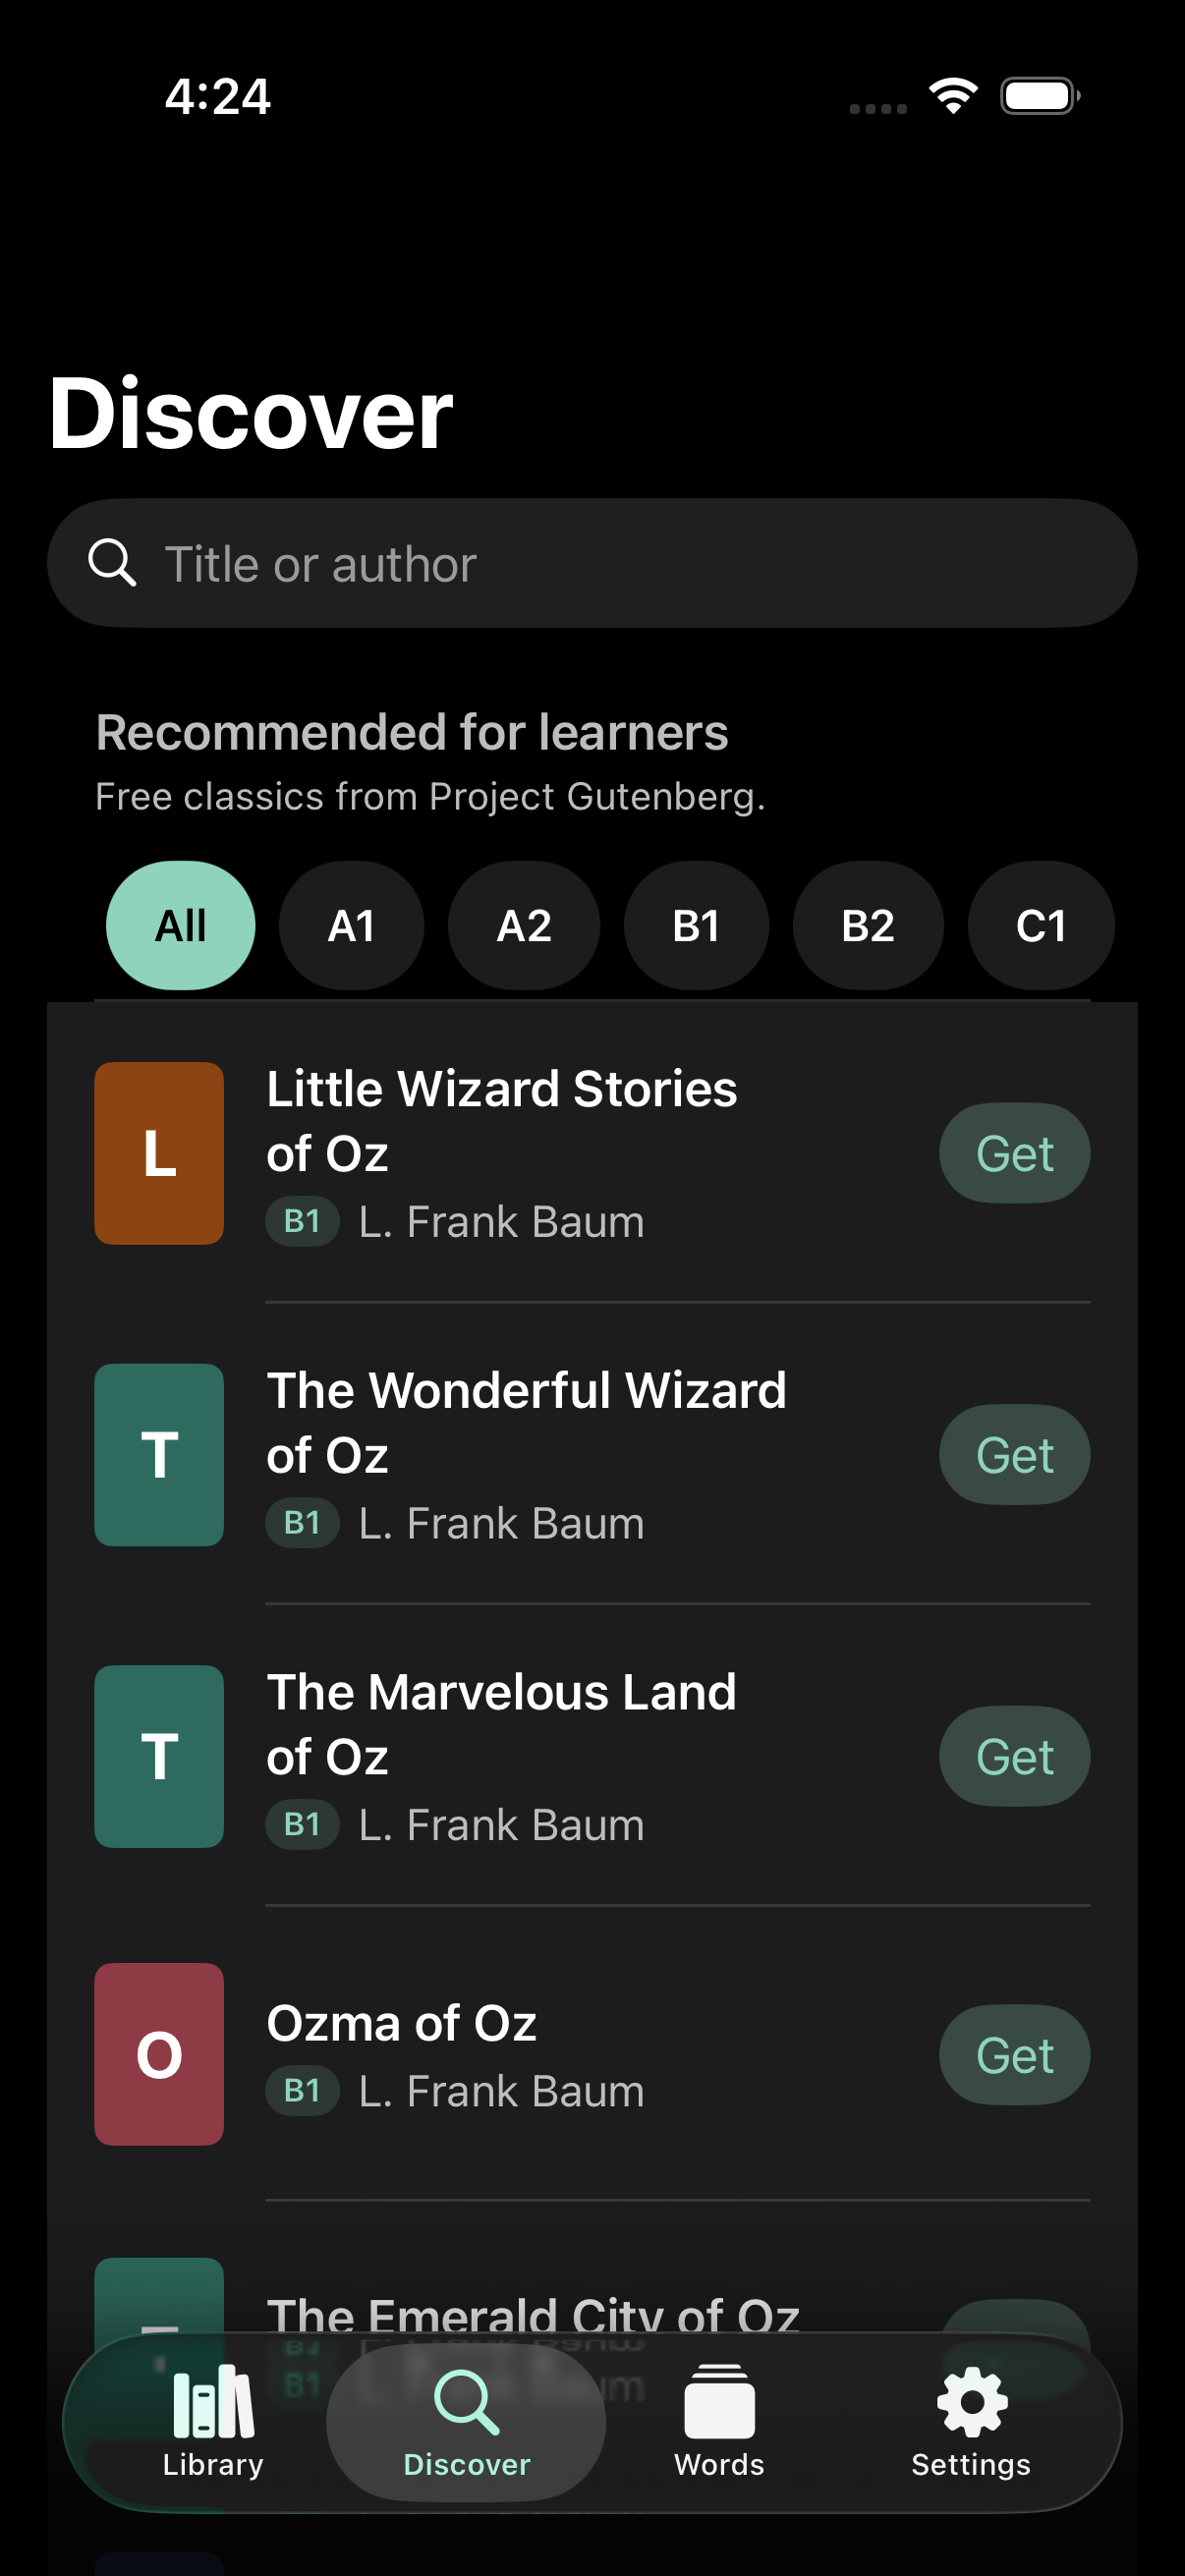 4:24
Discover
Title or author
Recommended for learners
Free classics from Project Gutenberg.
All A1 A2 B1 B2 C1
L
Little Wizard Stories
of Oz
B1 L. Frank Baum
Get
T
The Wonderful Wizard
of Oz
B1 L. Frank Baum
Get
T
The Marvelous Land
of Oz
B1 L. Frank Baum
Get
O
Ozma of Oz
B1 L. Frank Baum
Get
The Emerald City of Oz
B1
Library Discover Words Settings